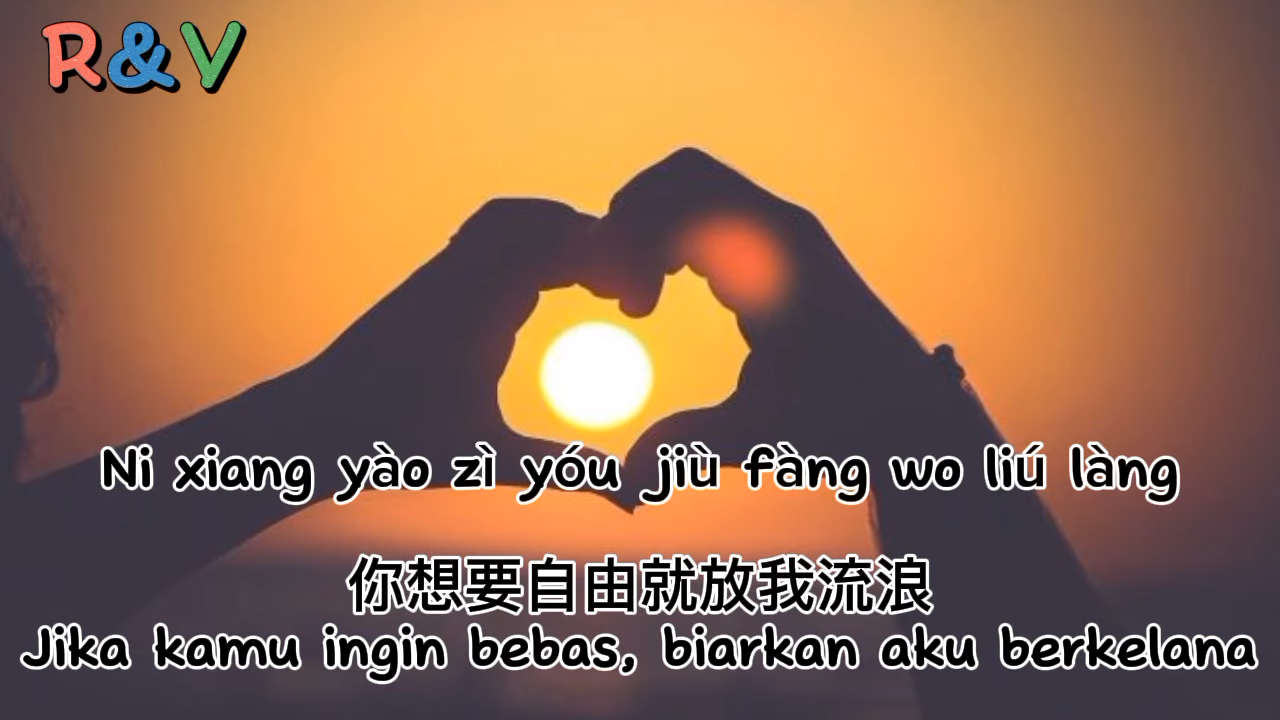 R&V
Ni xiang yào zì yóu jiù fàng wo liú làng
你想要自由就放我流浪
Jika kamu ingin bebas, biarkan aku berkelana